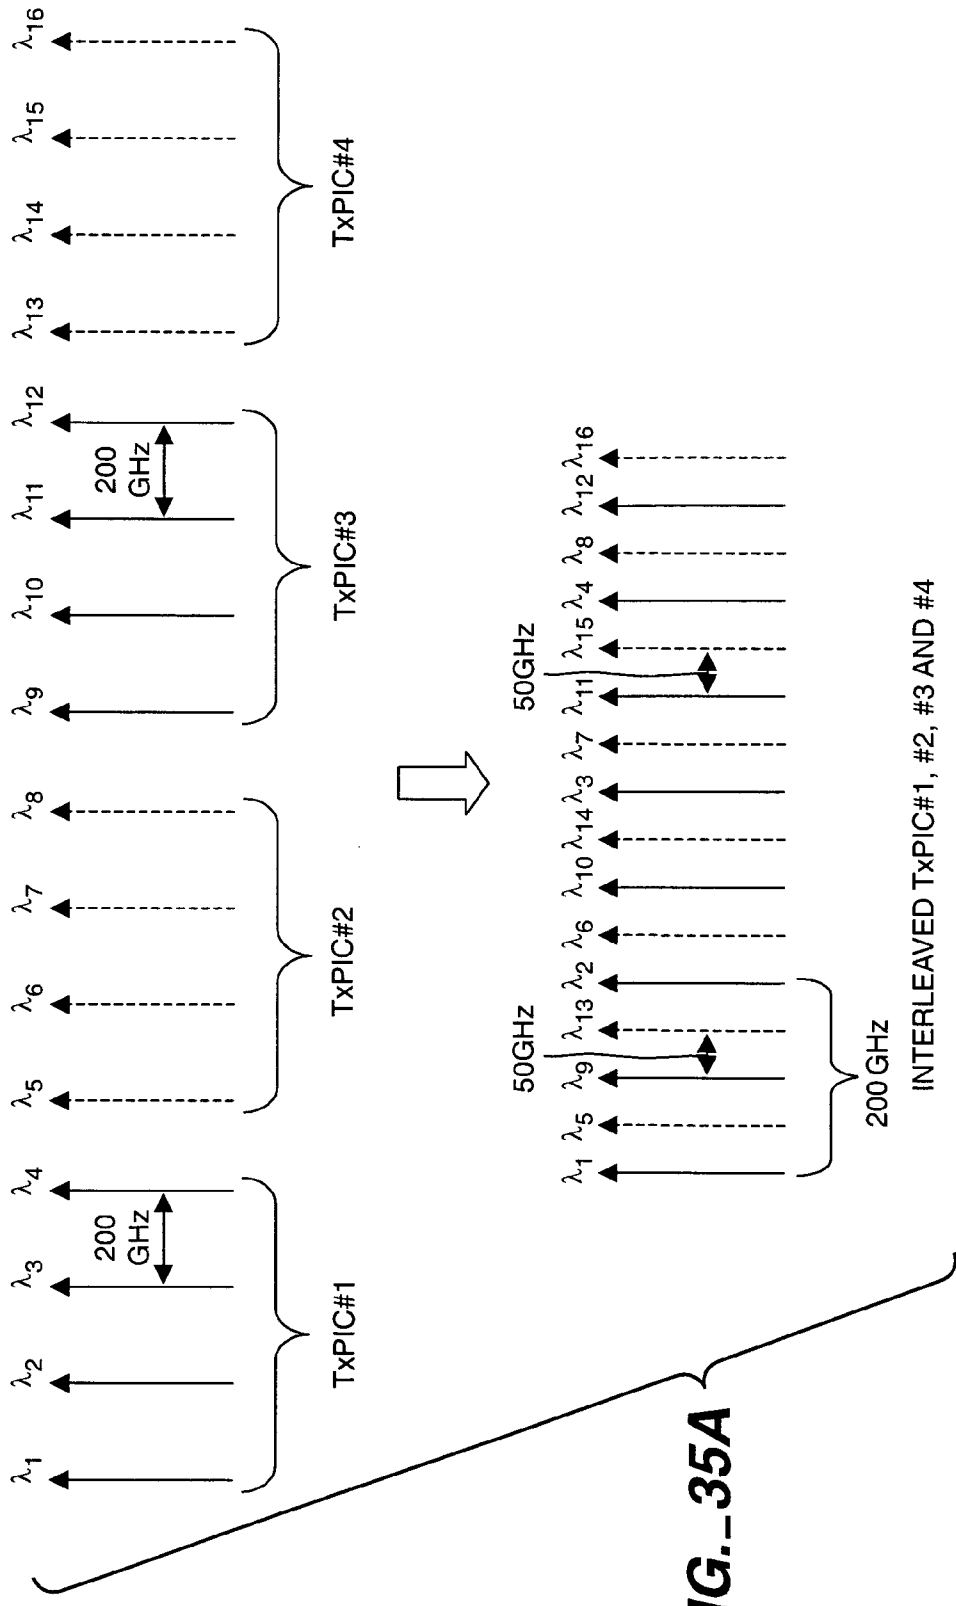 λ1 λ2 λ3 λ4 λ5 λ6 λ7 λ8 λ9 λ10 λ11 λ12 λ13 λ14 λ15 λ16
200
GHz
200
GHz
TxPIC#1 TxPIC#2 TxPIC#3 TxPIC#4
50GHz 50GHz
λ1 λ5 λ9 λ13 λ2 λ6 λ10 λ14 λ3 λ7 λ11 λ15 λ4 λ8 λ12 λ16
200 GHz
INTERLEAVED TxPIC#1, #2, #3 AND #4
IG._35A